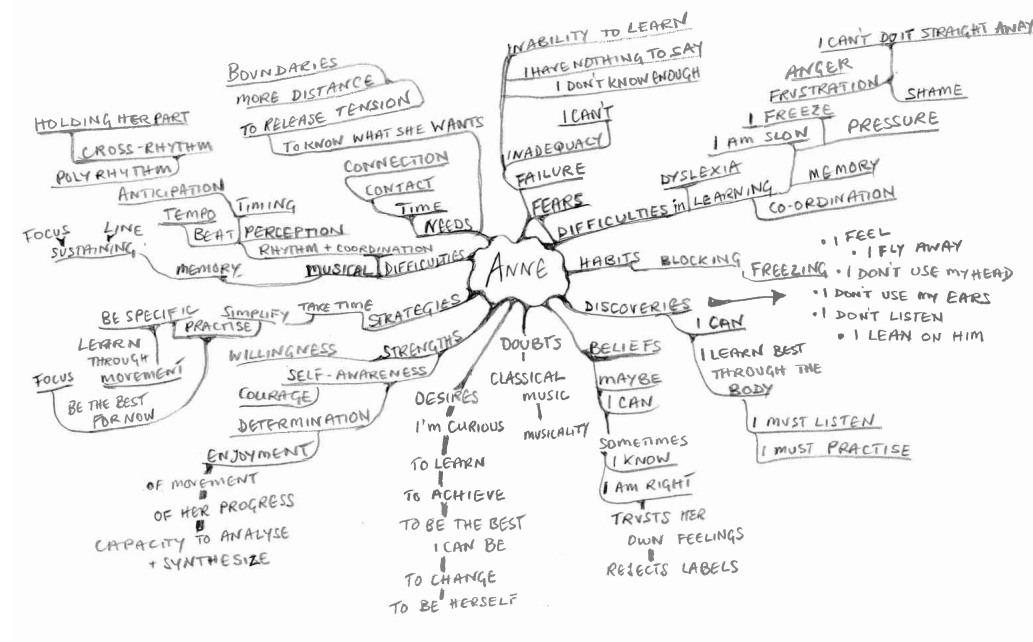 ANNE
FEARS
FAILURE
INADEQUACY
I CAN'T
I DON'T KNOW ENOUGH
I HAVE NOTHING TO SAY
INABILITY TO LEARN
DIFFICULTIES in LEARNING
DYSLEXIA
I AM SLOW
I FREEZE
PRESSURE
FRUSTRATION
ANGER
SHAME
I CAN'T DO IT STRAIGHT AWAY
MEMORY
CO-ORDINATION
HABITS
BLOCKING
FREEZING
DISCOVERIES
• I FEEL
• I FLY AWAY
• I DON'T USE MY HEAD
• I DON'T USE MY EARS
• I DON'T LISTEN
• I LEAN ON HIM
I CAN
I LEARN BEST
THROUGH THE
BODY
I MUST LISTEN
I MUST PRACTISE
BELIEFS
MAYBE
I CAN
SOMETIMES
I KNOW
I AM RIGHT
TRUSTS HER
OWN FEELINGS
REJECTS LABELS
DOUBTS
CLASSICAL
MUSIC
MUSICALITY
DESIRES
I'M CURIOUS
TO LEARN
TO ACHIEVE
TO BE THE BEST
I CAN BE
TO CHANGE
TO BE HERSELF
STRENGTHS
WILLINGNESS
SELF-AWARENESS
COURAGE
DETERMINATION
ENJOYMENT
OF MOVEMENT
OF HER PROGRESS
CAPACITY TO ANALYSE
+ SYNTHESIZE
STRATEGIES
TAKE TIME
SIMPLIFY
PRACTISE
BE SPECIFIC
LEARN
THROUGH
MOVEMENT
FOCUS
BE THE BEST
FOR NOW
MUSICAL DIFFICULTIES
RHYTHM + COORDINATION
PERCEPTION
TIMING
BEAT
TEMPO
ANTICIPATION
POLYRHYTHM
CROSS-RHYTHM
HOLDING HER PART
MEMORY
SUSTAINING
FOCUS
LINE
NEEDS
TIME
CONTACT
CONNECTION
TO KNOW WHAT SHE WANTS
TO RELEASE TENSION
MORE DISTANCE
BOUNDARIES